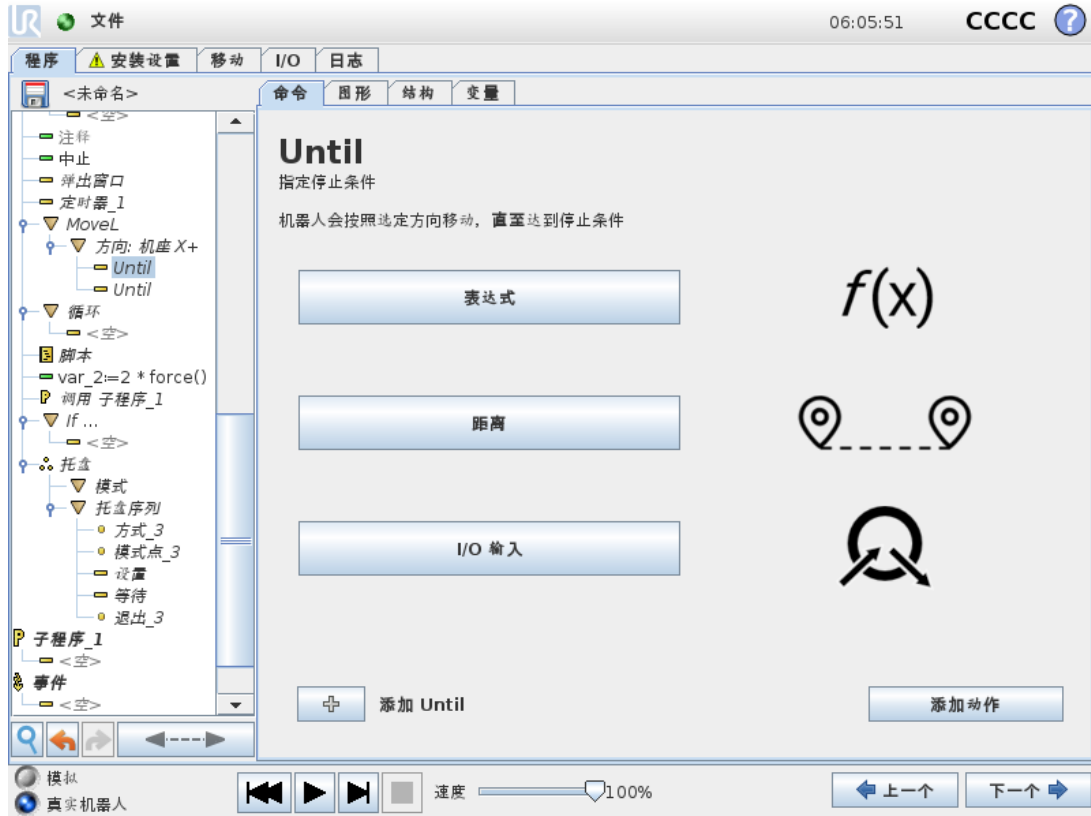 UR 文件 06:05:51 CCCC ?
程序 安装设置 移动 I/O 日志
<未命名> 命令 图形 结构 变量
<空>
注释
中止
弹出窗口
定时器_1
MoveL
方向: 机座 X+
Until
Until
循环
<空>
脚本
var_2:=2 * force()
P 调用 子程序_1
If ...
<空>
托盘
模式
托盘序列
方式_3
模式点_3
设置
等待
退出_3
P 子程序_1
<空>
事件
<空>
Until
指定停止条件
机器人会按照选定方向移动，直至达到停止条件
表达式 f(x)
距离
I/O 输入
添加 Until 添加动作
模拟
真实机器人
速度 100% 上一个 下一个